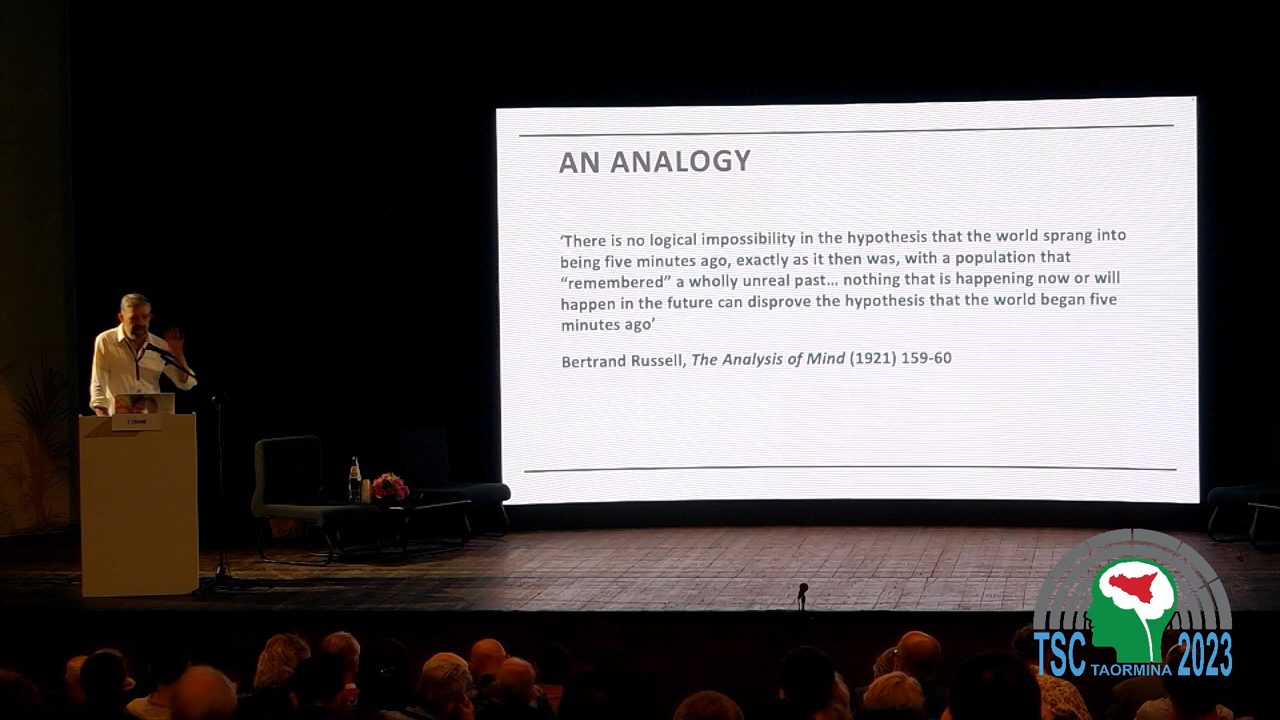 AN ANALOGY
‘There is no logical impossibility in the hypothesis that the world sprang into
being five minutes ago, exactly as it then was, with a population that
“remembered” a wholly unreal past... nothing that is happening now or will
happen in the future can disprove the hypothesis that the world began five
minutes ago’
Bertrand Russell, The Analysis of Mind (1921) 159-60
T. CRANE
TSC TAORMINA 2023